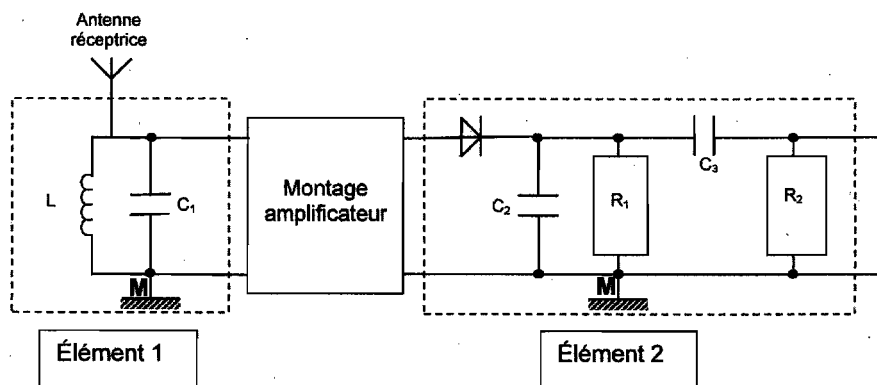 Antenne
réceptrice
L
C₁
M
Montage
amplificateur
C₂
R₁
C₃
R₂
M
Élément 1
Élément 2